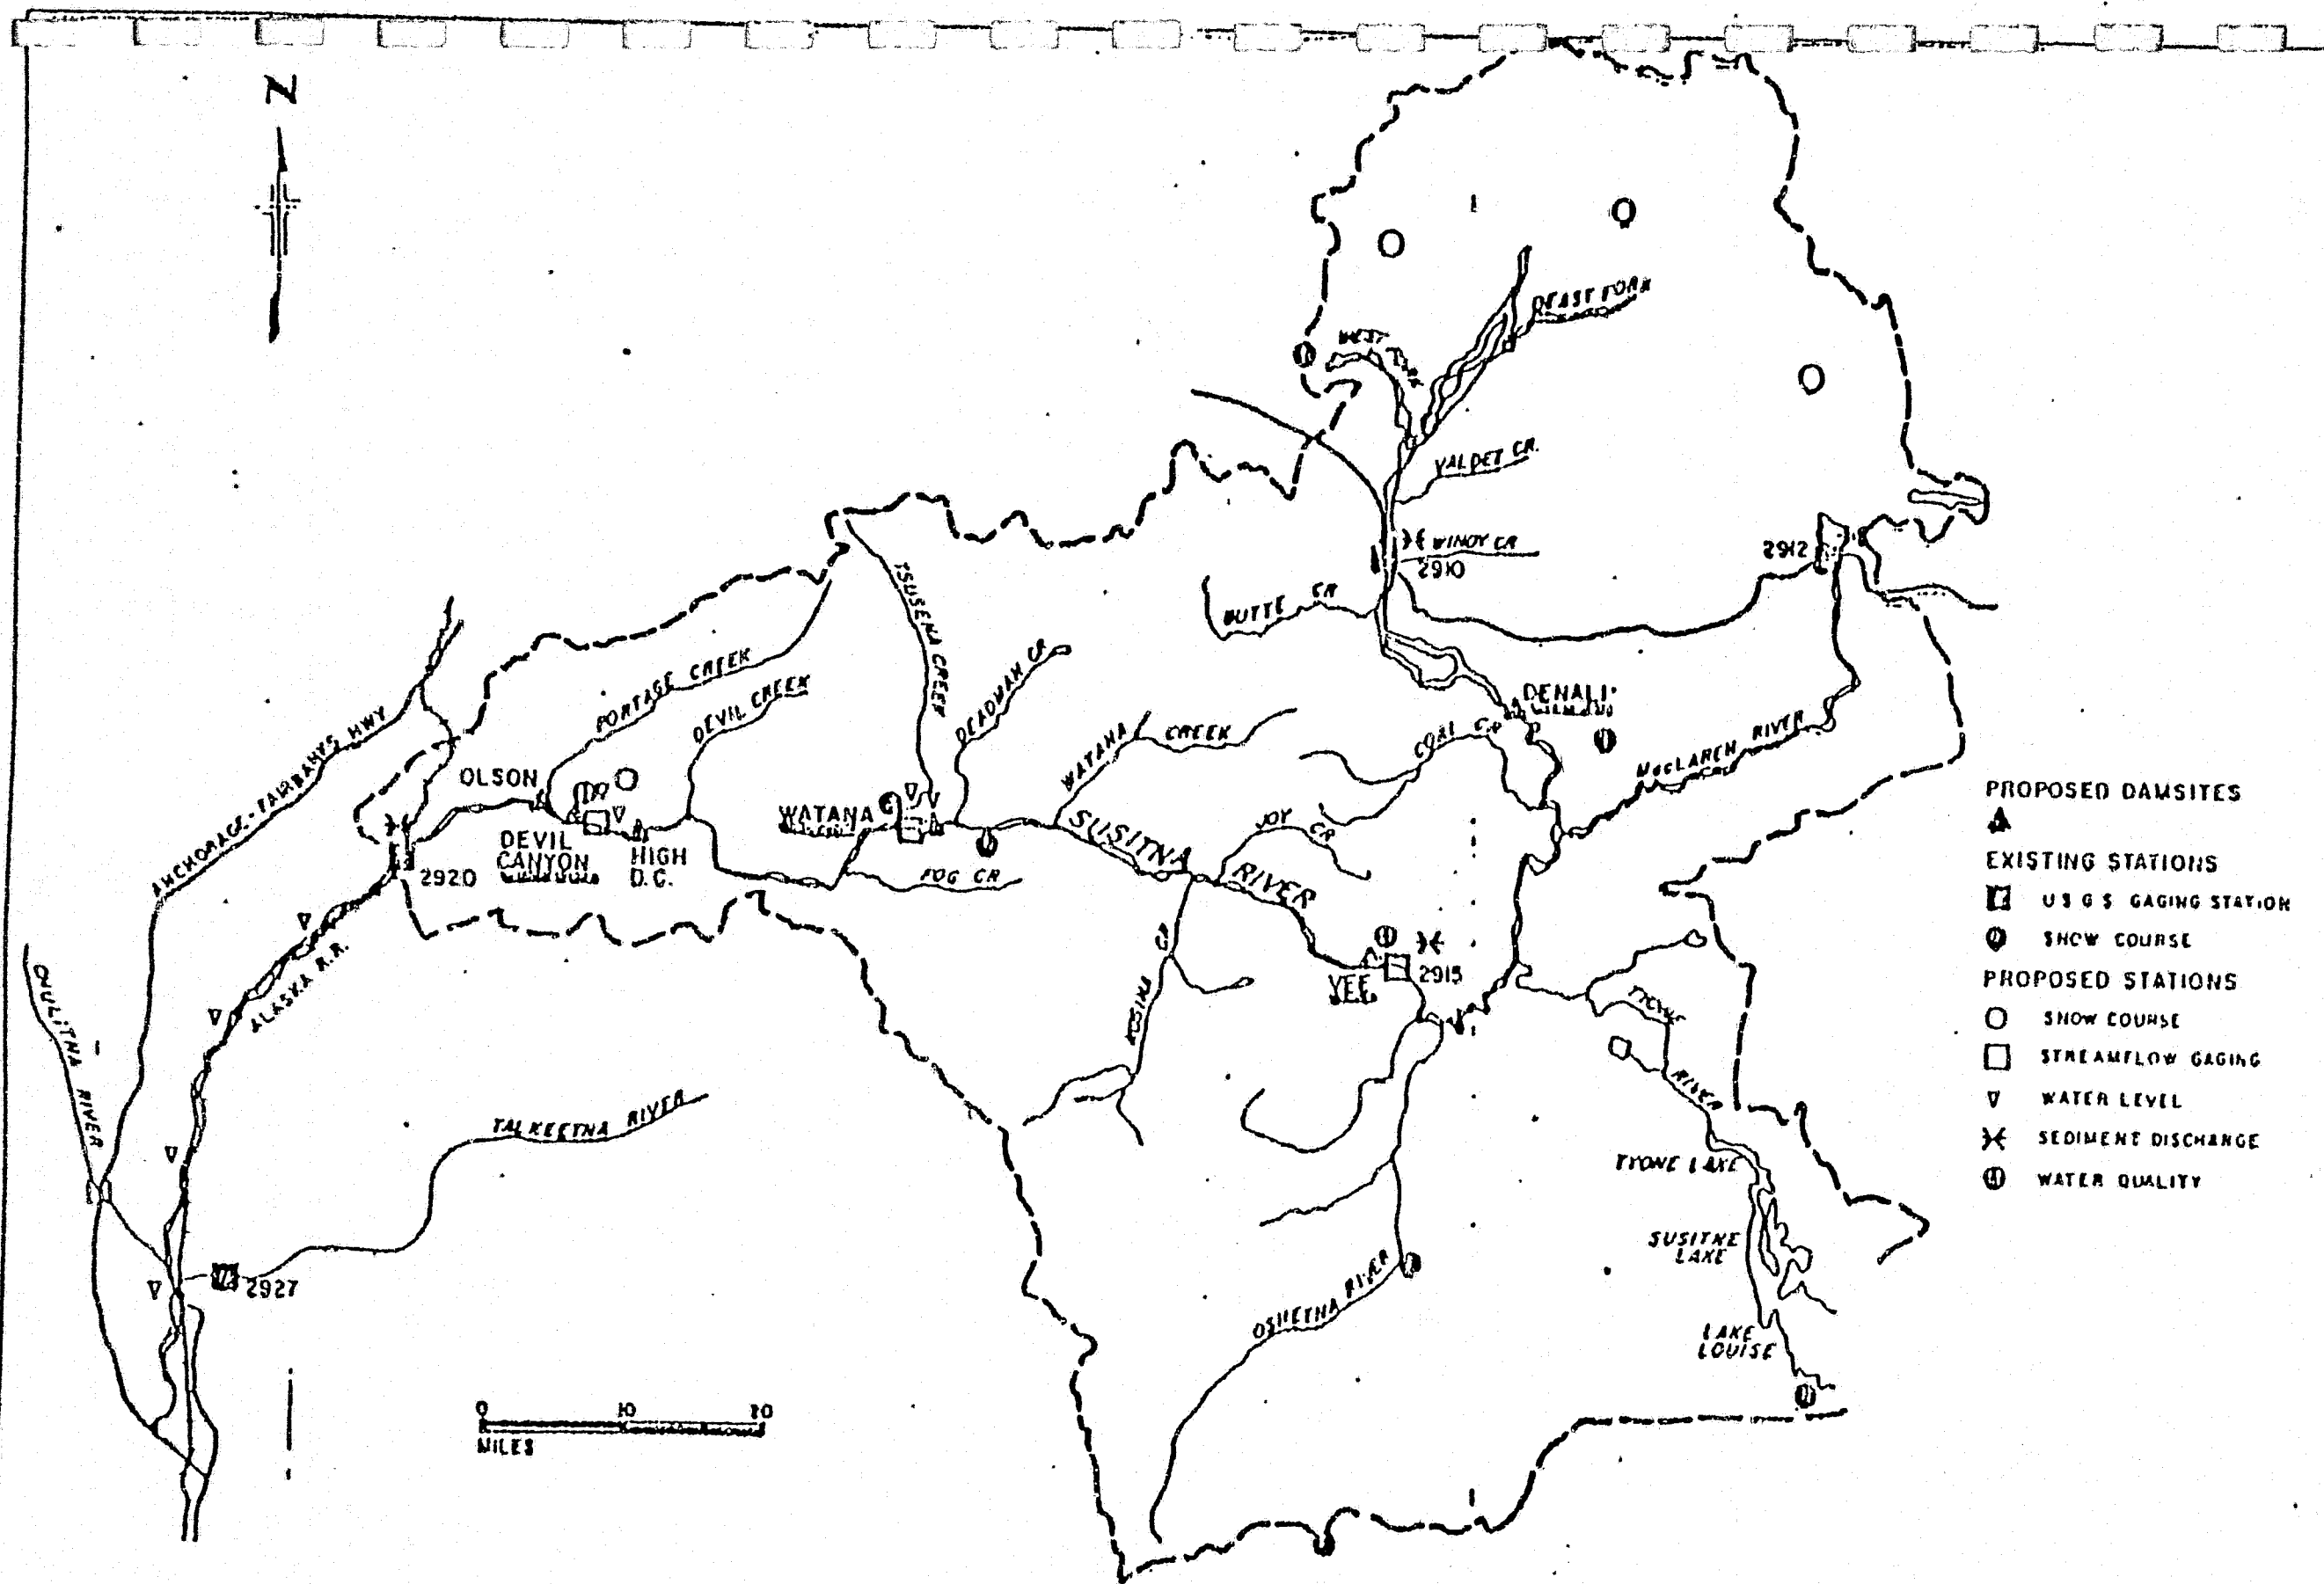 N
EAST FORK
WEST FORK
VALDET CR.
WINDY CR
2910
2912
BUTTE CR
TSUSENA CREEK
PORTAGE CREEK
DEVIL CREEK
DEADMAN CR
WATANA CREEK
DENALI
COAL CR
MacLAREN RIVER
ANCHORAGE-FAIRBANKS HWY
OLSON
DEVIL
CANYON
HIGH
D.C.
WATANA
SUSITNA RIVER
JOY CR
FOG CR
2920
ALASKA R.R.
CHULITNA RIVER
CR
VEE
2915
TYONE RIVER
TALKEETNA RIVER
TYONE LAKE
SUSITNE
LAKE
LAKE
LOUISE
OSHETNA RIVER
2927
0 10 20
MILES
PROPOSED DAMSITES
EXISTING STATIONS
U S G S GAGING STATION
SNOW COURSE
PROPOSED STATIONS
SNOW COURSE
STREAMFLOW GAGING
WATER LEVEL
SEDIMENT DISCHARGE
WATER QUALITY